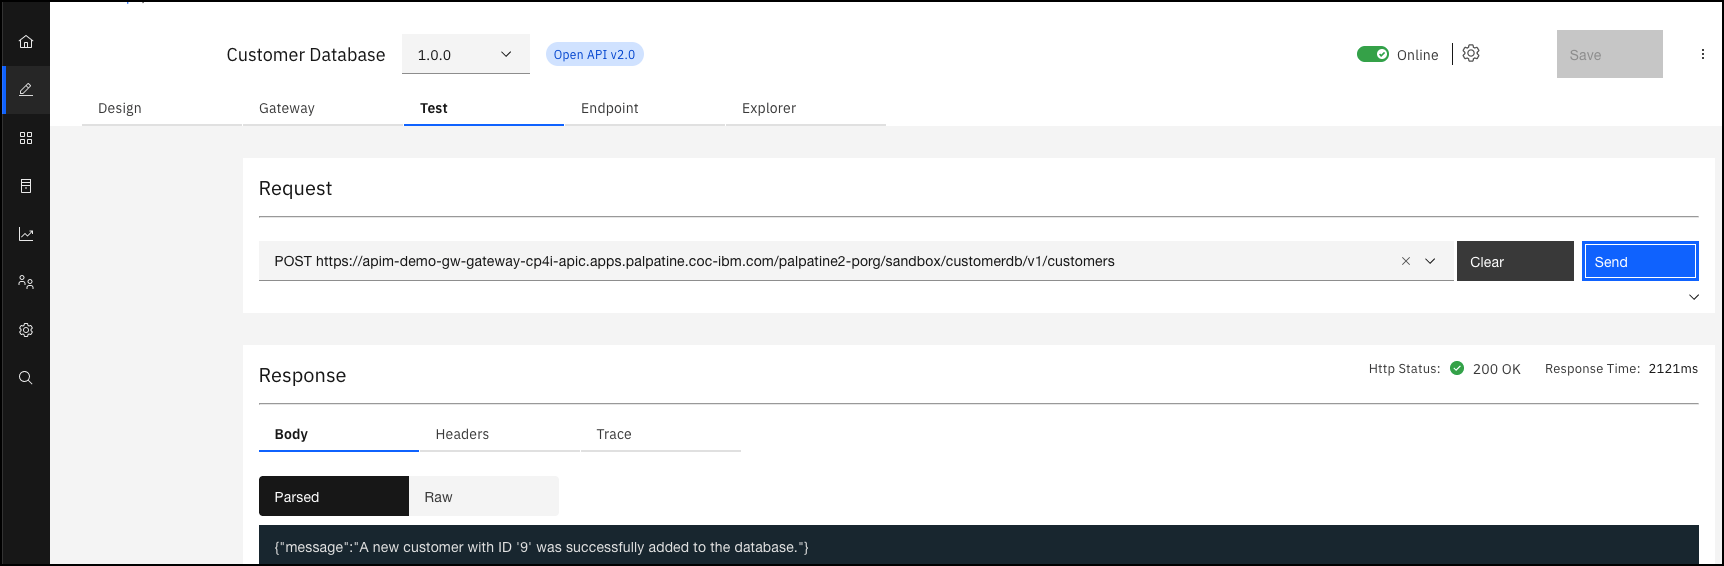 Customer Database
1.0.0
Open API v2.0
Online
Save
Design
Gateway
Test
Endpoint
Explorer
Request
POST https://apim-demo-gw-gateway-cp4i-apic.apps.palpatine.coc-ibm.com/palpatine2-porg/sandbox/customerdb/v1/customers
Clear
Send
Response
Http Status:
200 OK
Response Time: 2121ms
Body
Headers
Trace
Parsed
Raw
{"message":"A new customer with ID '9' was successfully added to the database."}